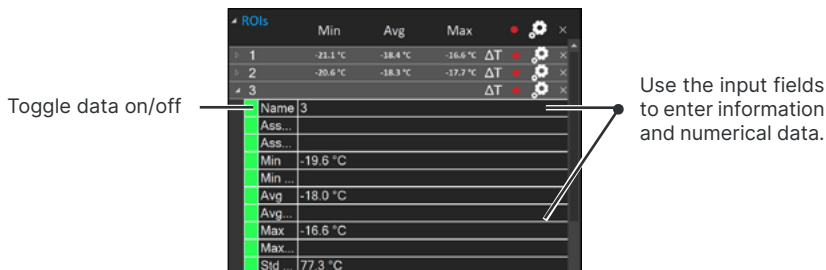 ROIs
Min Avg Max ×
1 -21.1 °C -18.4 °C -16.6 °C ΔT ×
2 -20.6 °C -18.3 °C -17.7 °C ΔT ×
3 ΔT ×
Toggle data on/off
Name 3
Ass...
Ass...
Min -19.6 °C
Min ...
Avg -18.0 °C
Avg...
Max -16.6 °C
Max...
Std ... 77.3 °C
Use the input fields
to enter information
and numerical data.